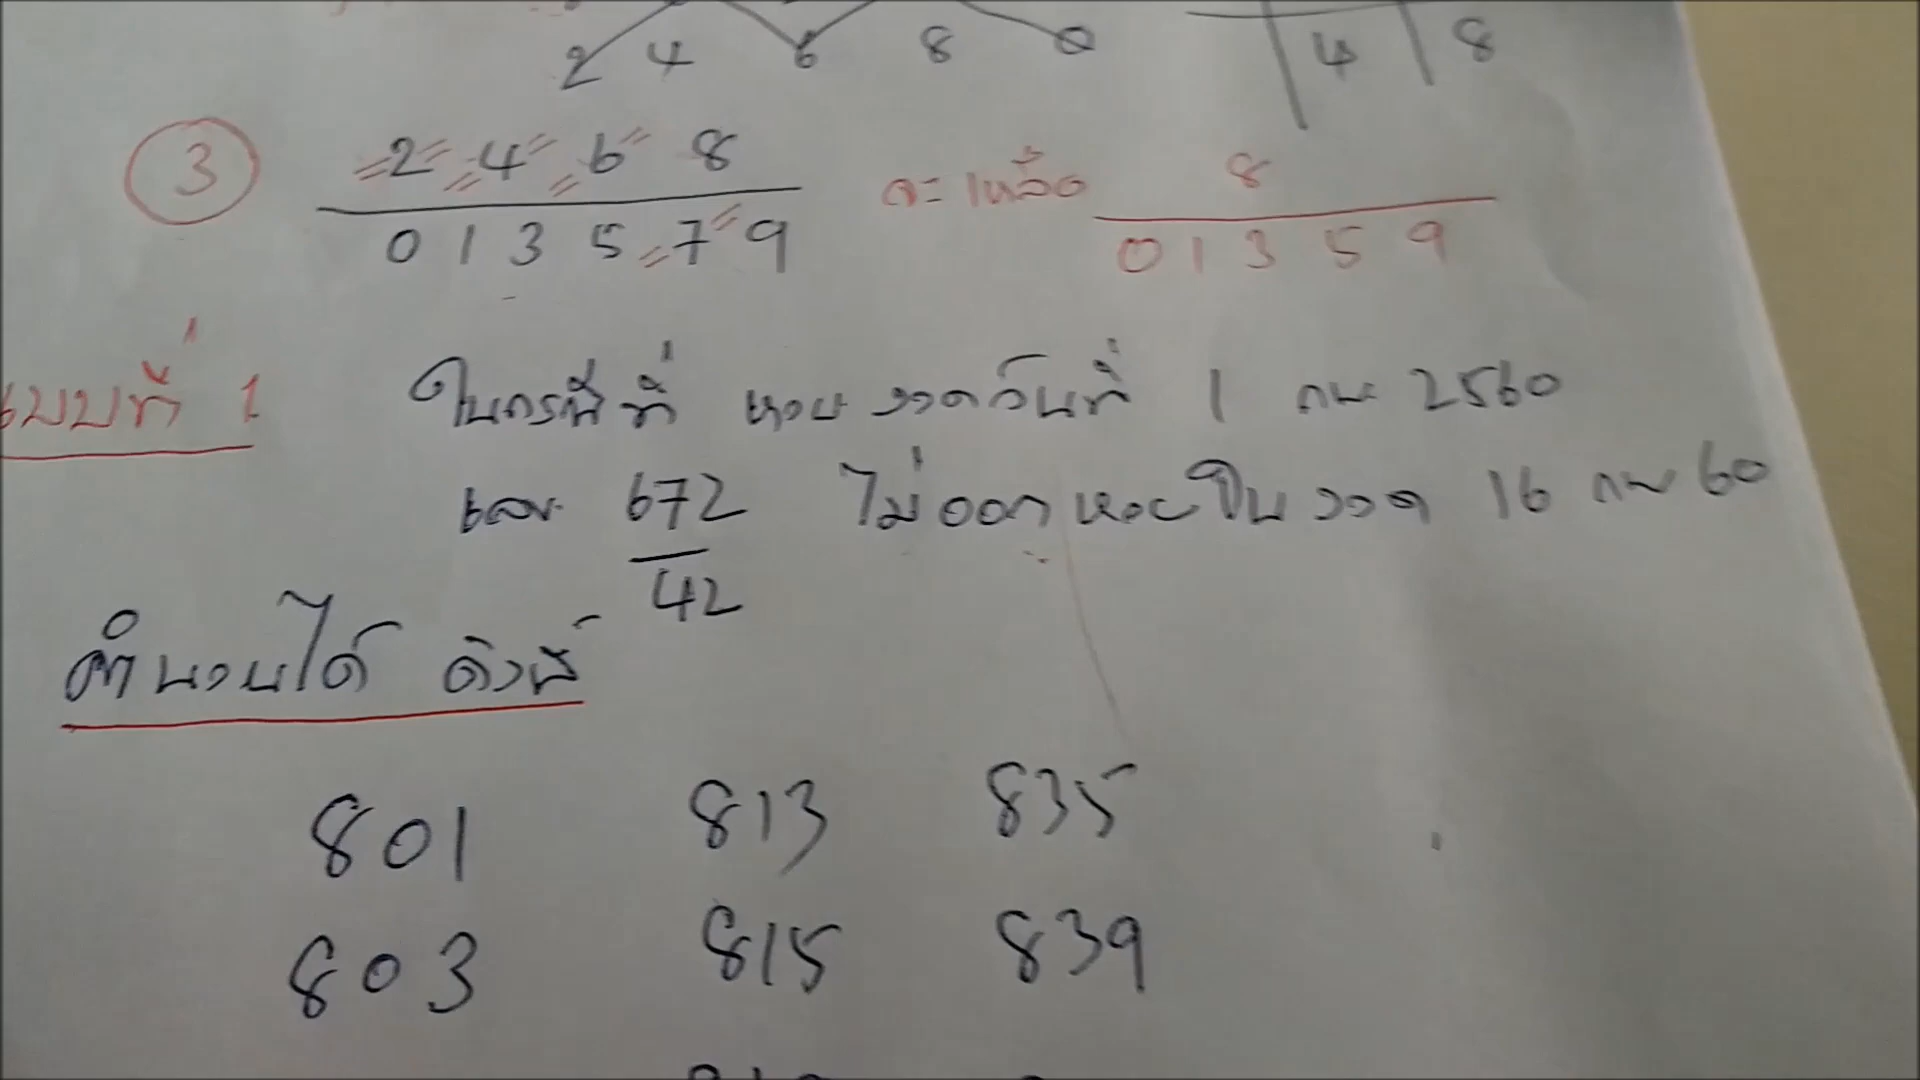 2 4 6 8 0 4 8
3 2 4 6 8 จะเหลือ 8
0 1 3 5 7 9 0 1 3 5 9
แบบที่ 1 ในกรณีที่ หวย งวดวันที่ 1 กพ 2560
เลข 672 ไม่ออกหวยในงวด 16 กพ 60
42
คำนวนได้ ดังนี้
801 813 835
803 815 839